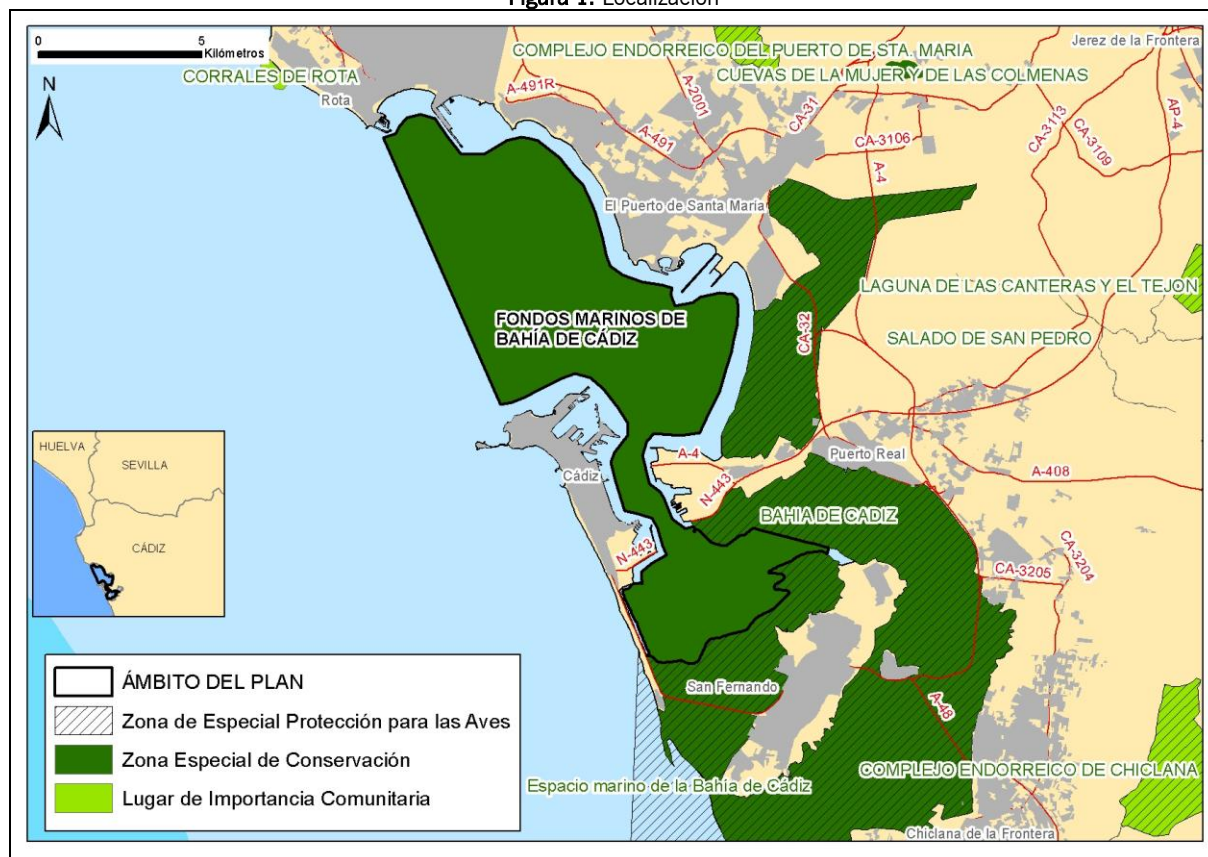 Figura 1. Localización
0 5
Kilómetros
N
CORRALES DE ROTA
Rota
COMPLEJO ENDORREICO DEL PUERTO DE STA. MARIA
CUEVAS DE LA MUJER Y DE LAS COLMENAS
Jerez de la Frontera
A-491R
A-2001
CA-31
A-491
CA-3106
A-4
CA-3113
CA-3109
AP-4
El Puerto de Santa María
LAGUNA DE LAS CANTERAS Y EL TEJON
FONDOS MARINOS DE
BAHÍA DE CÁDIZ
CA-32
SALADO DE SAN PEDRO
HUELVA
SEVILLA
CÁDIZ
Cádiz
A-4
N-443
Puerto Real
A-408
BAHIA DE CADIZ
N-443
CA-3205
CA-3204
San Fernando
A-48
Espacio marino de la Bahía de Cádiz
COMPLEJO ENDORREICO DE CHICLANA
Chiclana de la Frontera
ÁMBITO DEL PLAN
Zona de Especial Protección para las Aves
Zona Especial de Conservación
Lugar de Importancia Comunitaria